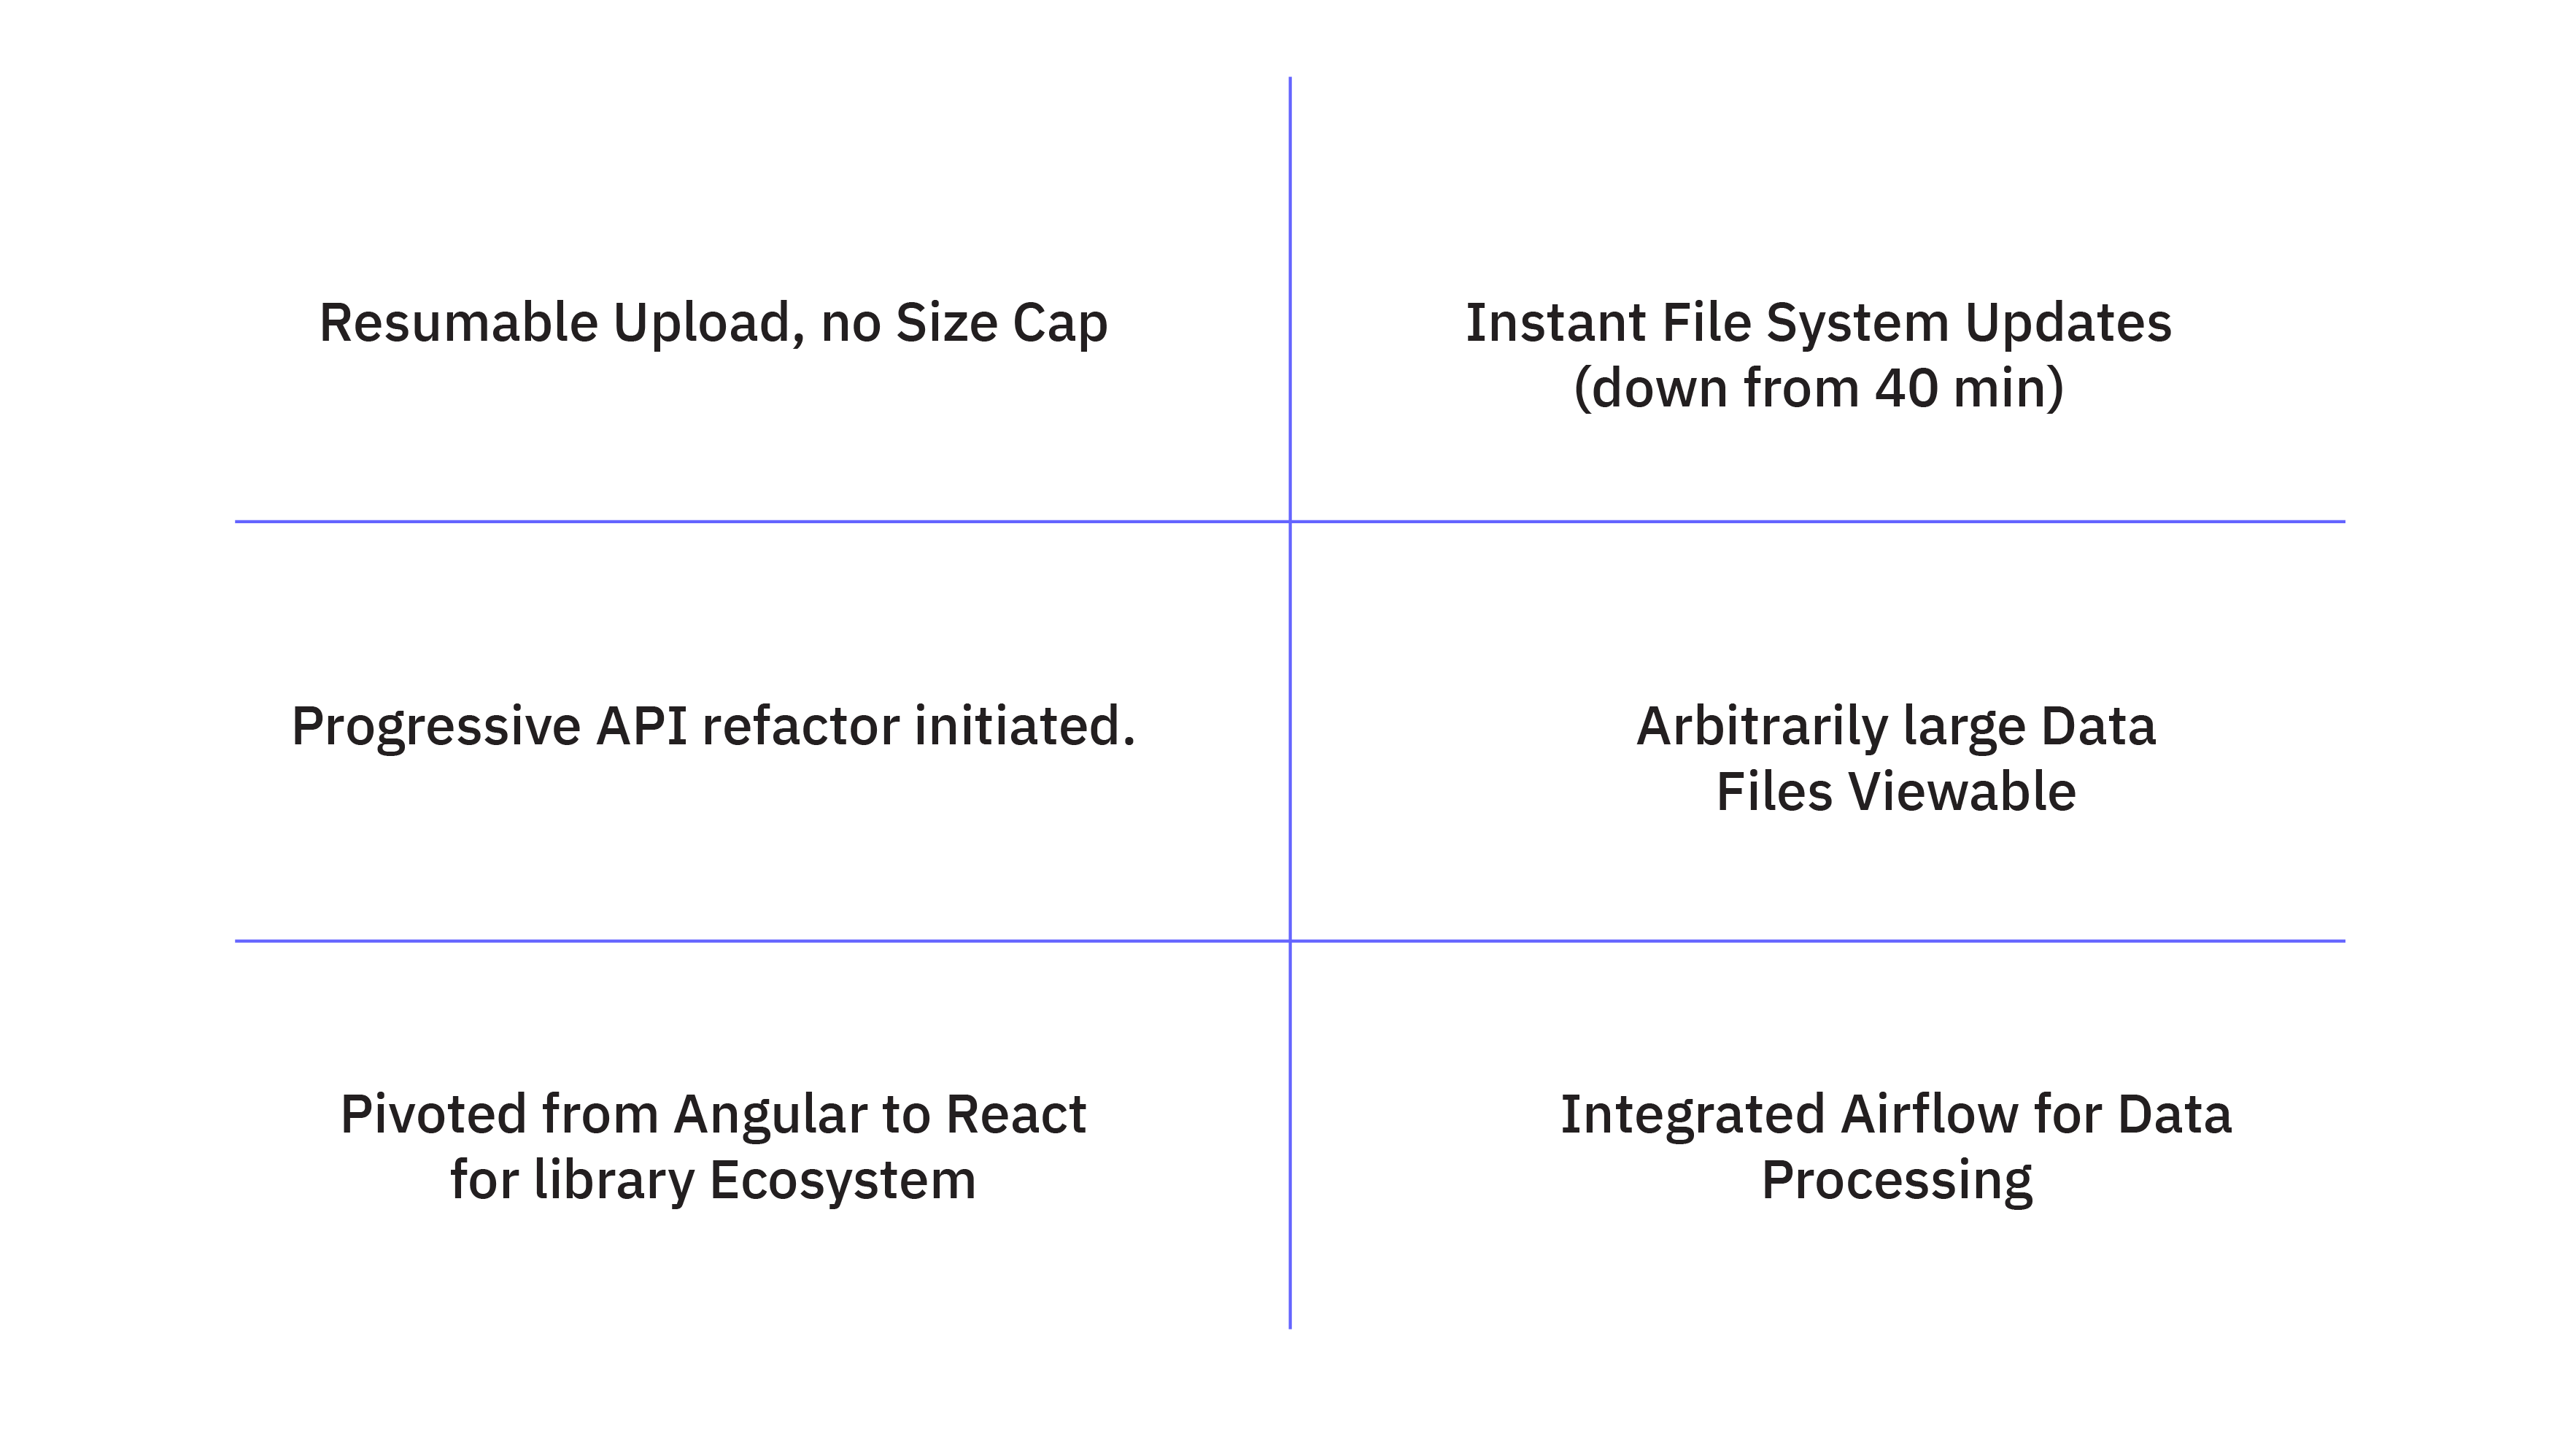 Resumable Upload, no Size Cap
Instant File System Updates
(down from 40 min)
Progressive API refactor initiated.
Arbitrarily large Data
Files Viewable
Pivoted from Angular to React
for library Ecosystem
Integrated Airflow for Data
Processing